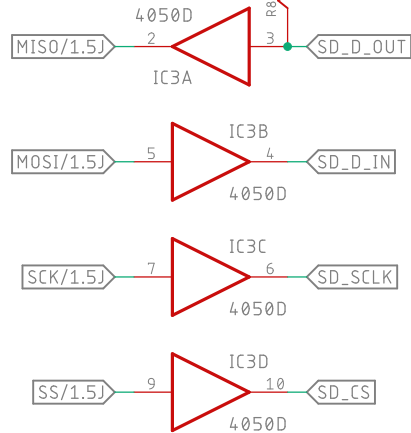 4050D
R8
MISO/1.5J
2
3
SD_D_OUT
IC3A
IC3B
MOSI/1.5J
5
4
SD_D_IN
4050D
IC3C
SCK/1.5J
7
6
SD_SCLK
4050D
IC3D
SS/1.5J
9
10
SD_CS
4050D